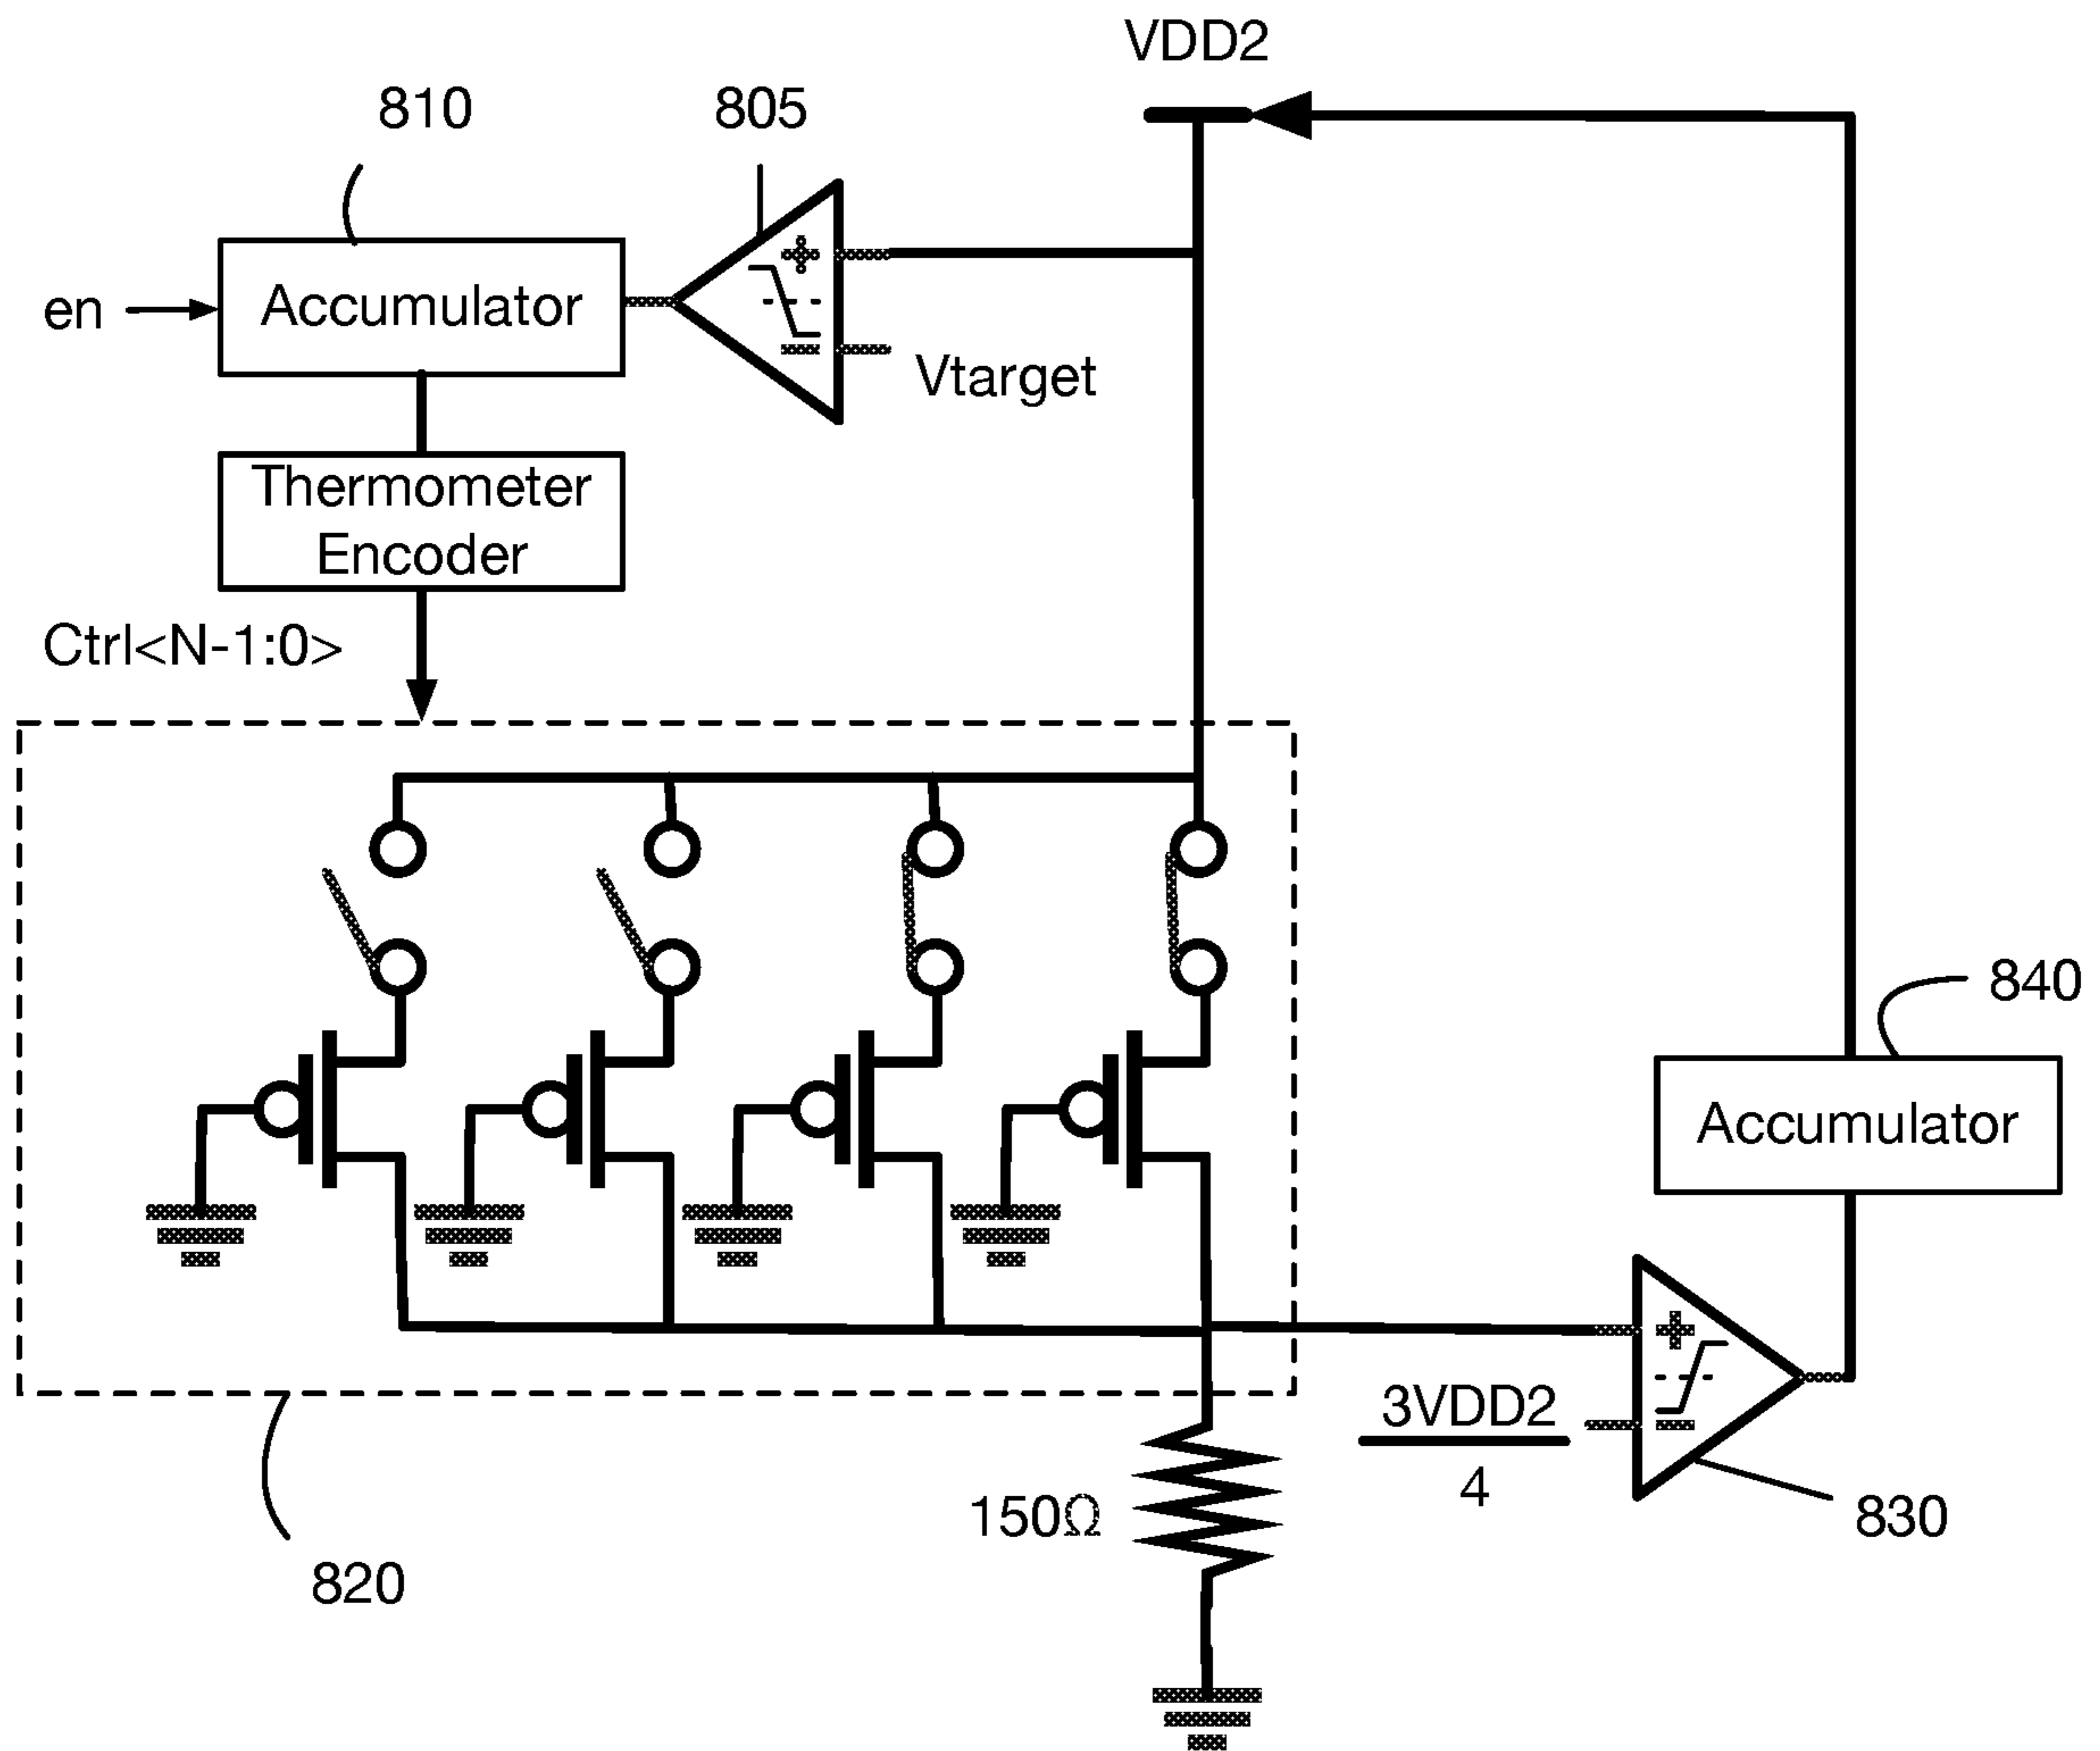 VDD2
810
805
en
Accumulator
+
-
Vtarget
Thermometer
Encoder
Ctrl<N-1:0>
840
Accumulator
+
-
3VDD2
4
830
150Ω
820